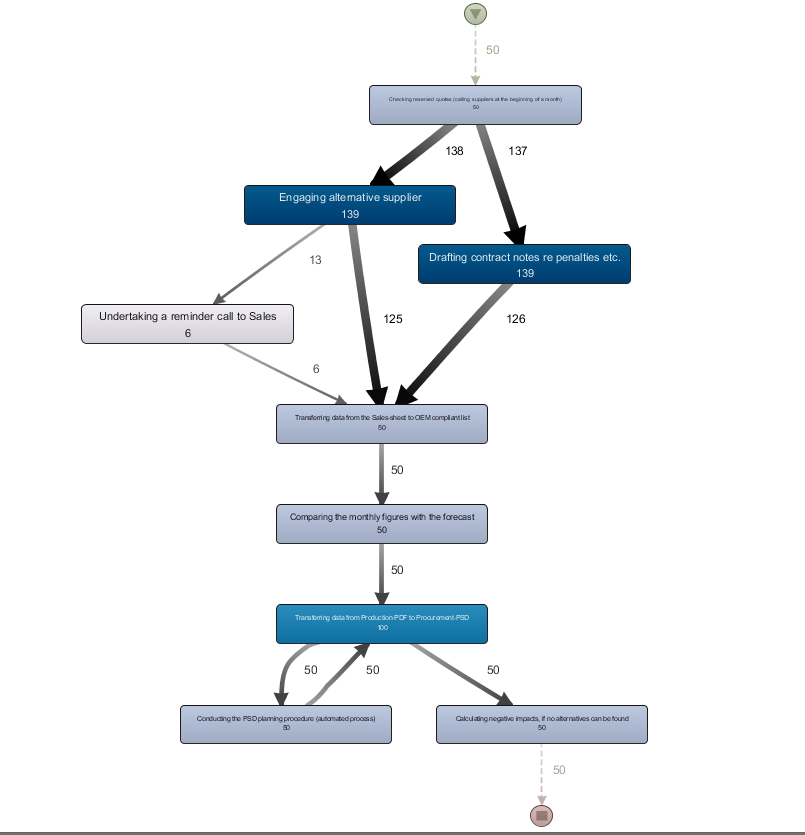 50
Checking reserved quotas (calling suppliers at the beginning of a month)
50
138
137
Engaging alternative supplier
139
Drafting contract notes re penalties etc.
139
13
Undertaking a reminder call to Sales
6
125
126
6
Transferring data from the Sales-sheet to OEM compliant list
50
50
Comparing the monthly figures with the forecast
50
50
Transferring data from Production-PDF to Procurement-PSD
100
50
50
50
Conducting the PSD planning procedure (automated process)
50
Calculating negative impacts, if no alternatives can be found
50
50